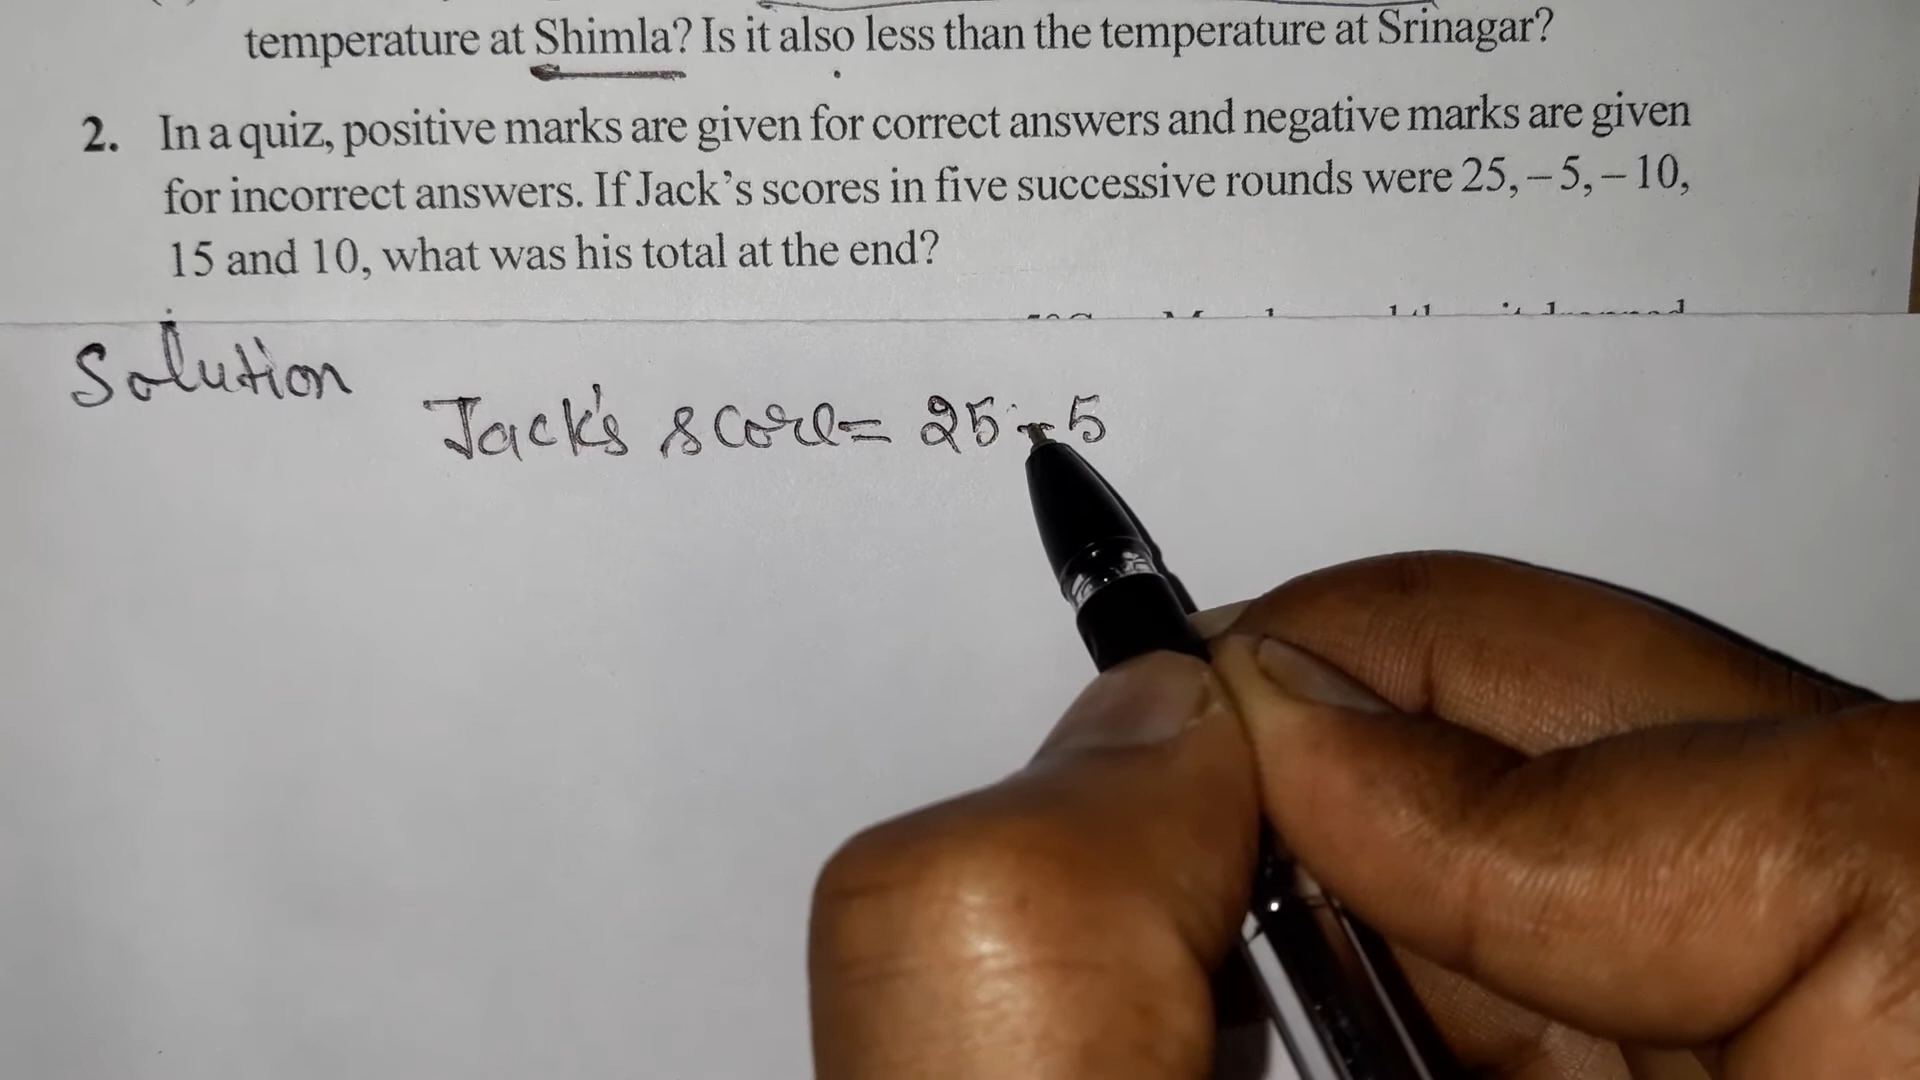 temperature at Shimla? Is it also less than the temperature at Srinagar?
2. In a quiz, positive marks are given for correct answers and negative marks are given
for incorrect answers. If Jack’s scores in five successive rounds were 25, – 5, – 10,
15 and 10, what was his total at the end?
Solution
Jack's score = 25 - 5